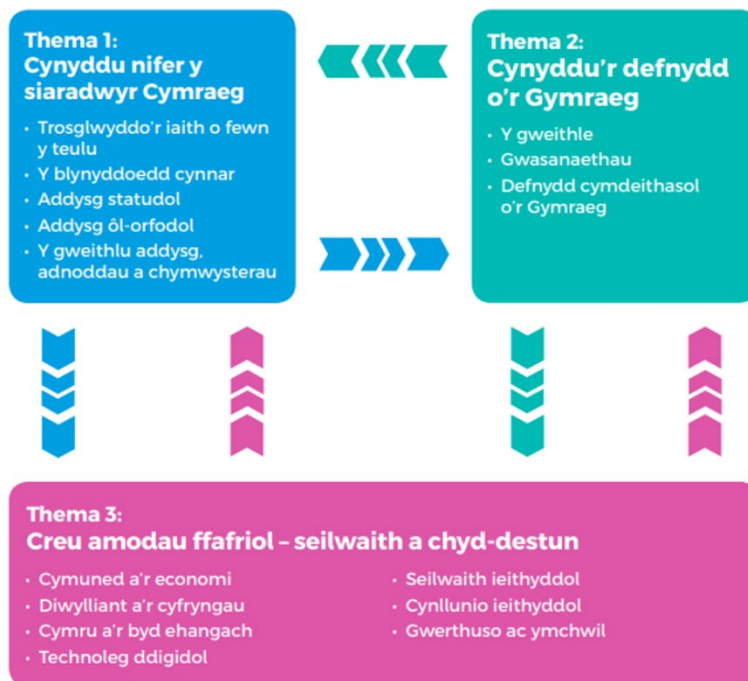 Thema 1:
Cynyddu nifer y
siaradwyr Cymraeg
• Trosglwyddo'r iaith o fewn
y teulu
• Y blynyddoedd cynnar
• Addysg statudol
• Addysg ôl-orfodol
• Y gweithlu addysg,
adnoddau a chymwysterau
Thema 2:
Cynyddu'r defnydd
o'r Gymraeg
• Y gweithle
• Gwasanaethau
• Defnydd cymdeithasol
o'r Gymraeg
Thema 3:
Creu amodau ffafriol – seilwaith a chyd-destun
• Cymuned a'r economi
• Diwylliant a'r cyfryngau
• Cymru a'r byd ehangach
• Technoleg ddigidol
• Seilwaith ieithyddol
• Cynllunio ieithyddol
• Gwerthuso ac ymchwil